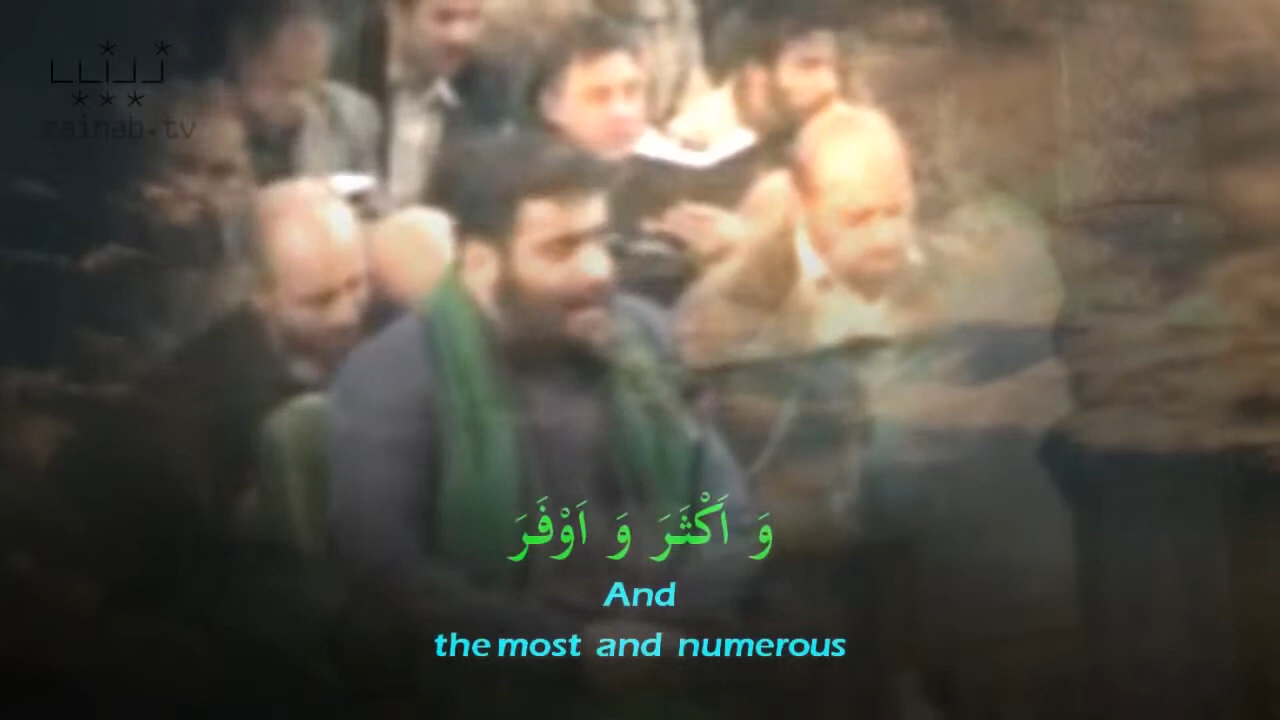 zainab.tv
وَ اَكْثَرَ وَ اَوْفَرَ
And
the most and numerous